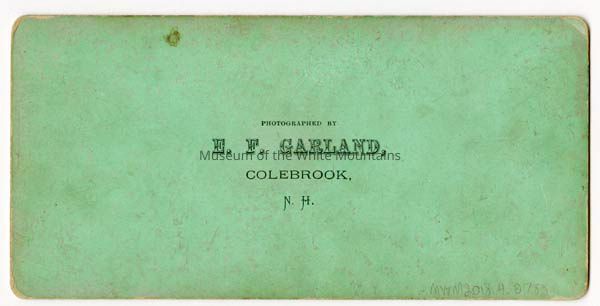 PHOTOGRAPHED BY
E. F. GARLAND,
Museum of the White Mountains
COLEBROOK,
N. H.